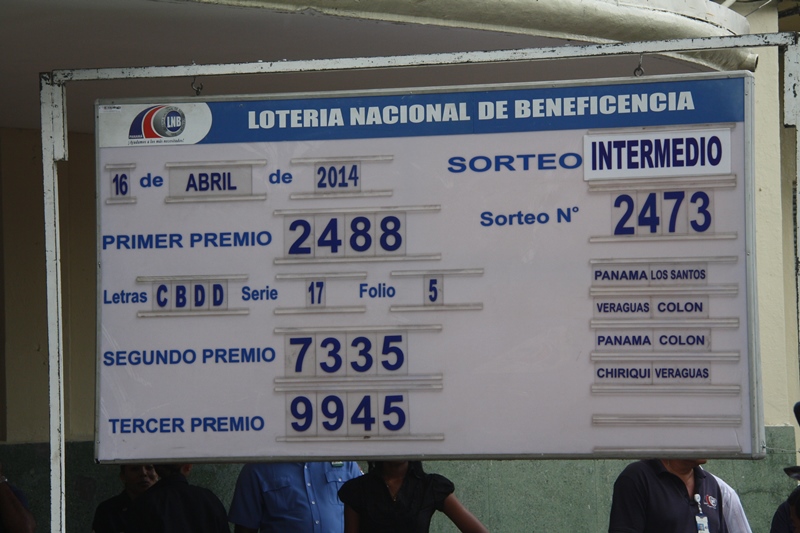 LNB
LOTERIA NACIONAL DE BENEFICENCIA
16 de ABRIL de 2014
SORTEO INTERMEDIO
PRIMER PREMIO 2488
Sorteo N° 2473
Letras CBDD Serie 17 Folio 5
PANAMA LOS SANTOS
VERAGUAS COLON
SEGUNDO PREMIO 7335
PANAMA COLON
CHIRIQUI VERAGUAS
TERCER PREMIO 9945